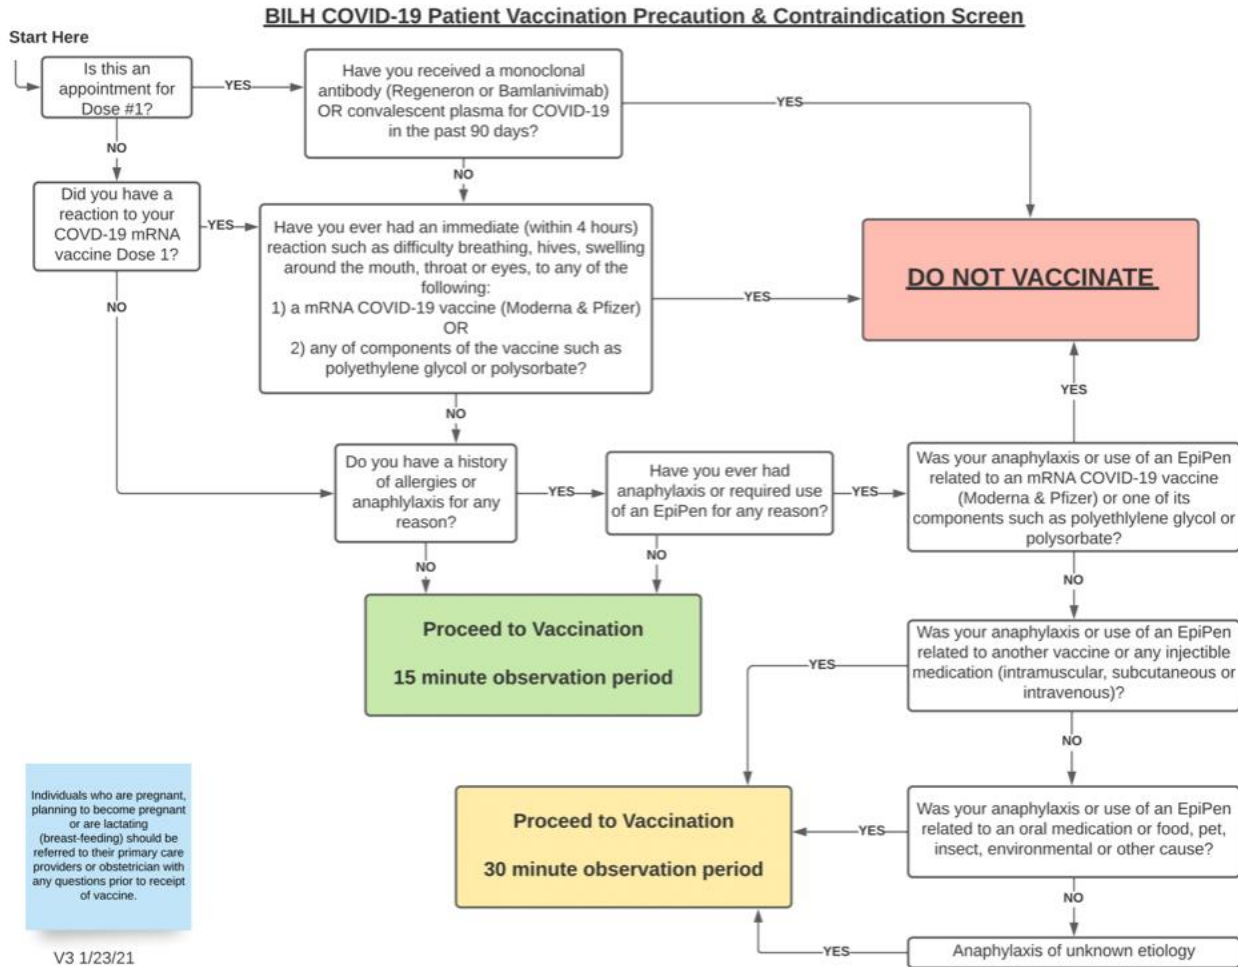 BILH COVID-19 Patient Vaccination Precaution & Contraindication Screen
Start Here
Is this an
appointment for
Dose #1?
YES
Have you received a monoclonal
antibody (Regeneron or Bamlanivimab)
OR convalescent plasma for COVID-19
in the past 90 days?
YES
NO
NO
Did you have a
reaction to your
COVD-19 mRNA
vaccine Dose 1?
YES
Have you ever had an immediate (within 4 hours)
reaction such as difficulty breathing, hives, swelling
around the mouth, throat or eyes, to any of the
following:
1) a mRNA COVID-19 vaccine (Moderna & Pfizer)
OR
2) any of components of the vaccine such as
polyethylene glycol or polysorbate?
YES
DO NOT VACCINATE
NO
NO
YES
Do you have a history
of allergies or
anaphlylaxis for any
reason?
YES
Have you ever had
anaphylaxis or required use
of an EpiPen for any reason?
YES
Was your anaphylaxis or use of an EpiPen
related to an mRNA COVID-19 vaccine
(Moderna & Pfizer) or one of its
components such as polyethlylene glycol or
polysorbate?
NO
NO
NO
Proceed to Vaccination
15 minute observation period
Was your anaphylaxis or use of an EpiPen
related to another vaccine or any injectible
medication (intramuscular, subcutaneous or
intravenous)?
YES
NO
Individuals who are pregnant,
planning to become pregnant
or are lactating
(breast-feeding) should be
referred to their primary care
providers or obstetrician with
any questions prior to receipt
of vaccine.
Proceed to Vaccination
30 minute observation period
YES
Was your anaphylaxis or use of an EpiPen
related to an oral medication or food, pet,
insect, environmental or other cause?
NO
YES
Anaphylaxis of unknown etiology
V3 1/23/21